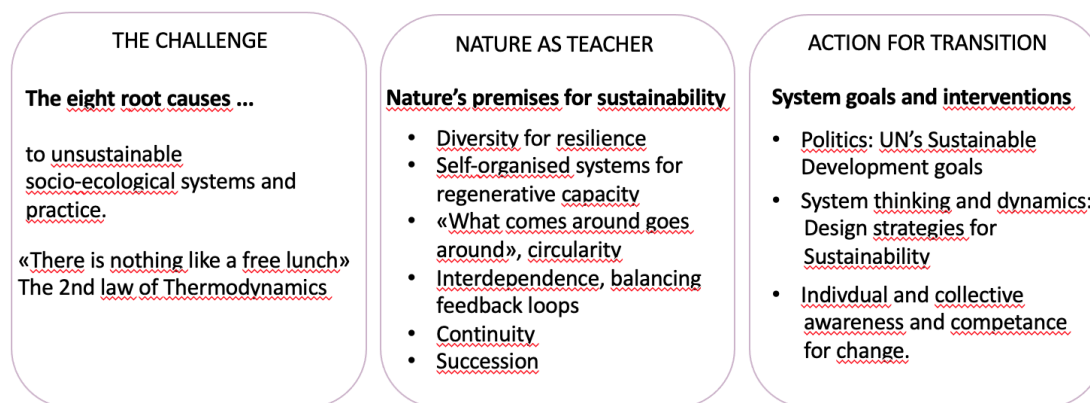 THE CHALLENGE
The eight root causes ...
to unsustainable
socio-ecological systems and
practice.
«There is nothing like a free lunch»
The 2nd law of Thermodynamics
NATURE AS TEACHER
Nature's premises for sustainability
• Diversity for resilience
• Self-organised systems for
regenerative capacity
• «What comes around goes
around», circularity
• Interdependence, balancing
feedback loops
• Continuity
• Succession
ACTION FOR TRANSITION
System goals and interventions
• Politics: UN's Sustainable
Development goals
• System thinking and dynamics:
Design strategies for
Sustainability
• Indivdual and collective
awareness and competance
for change.